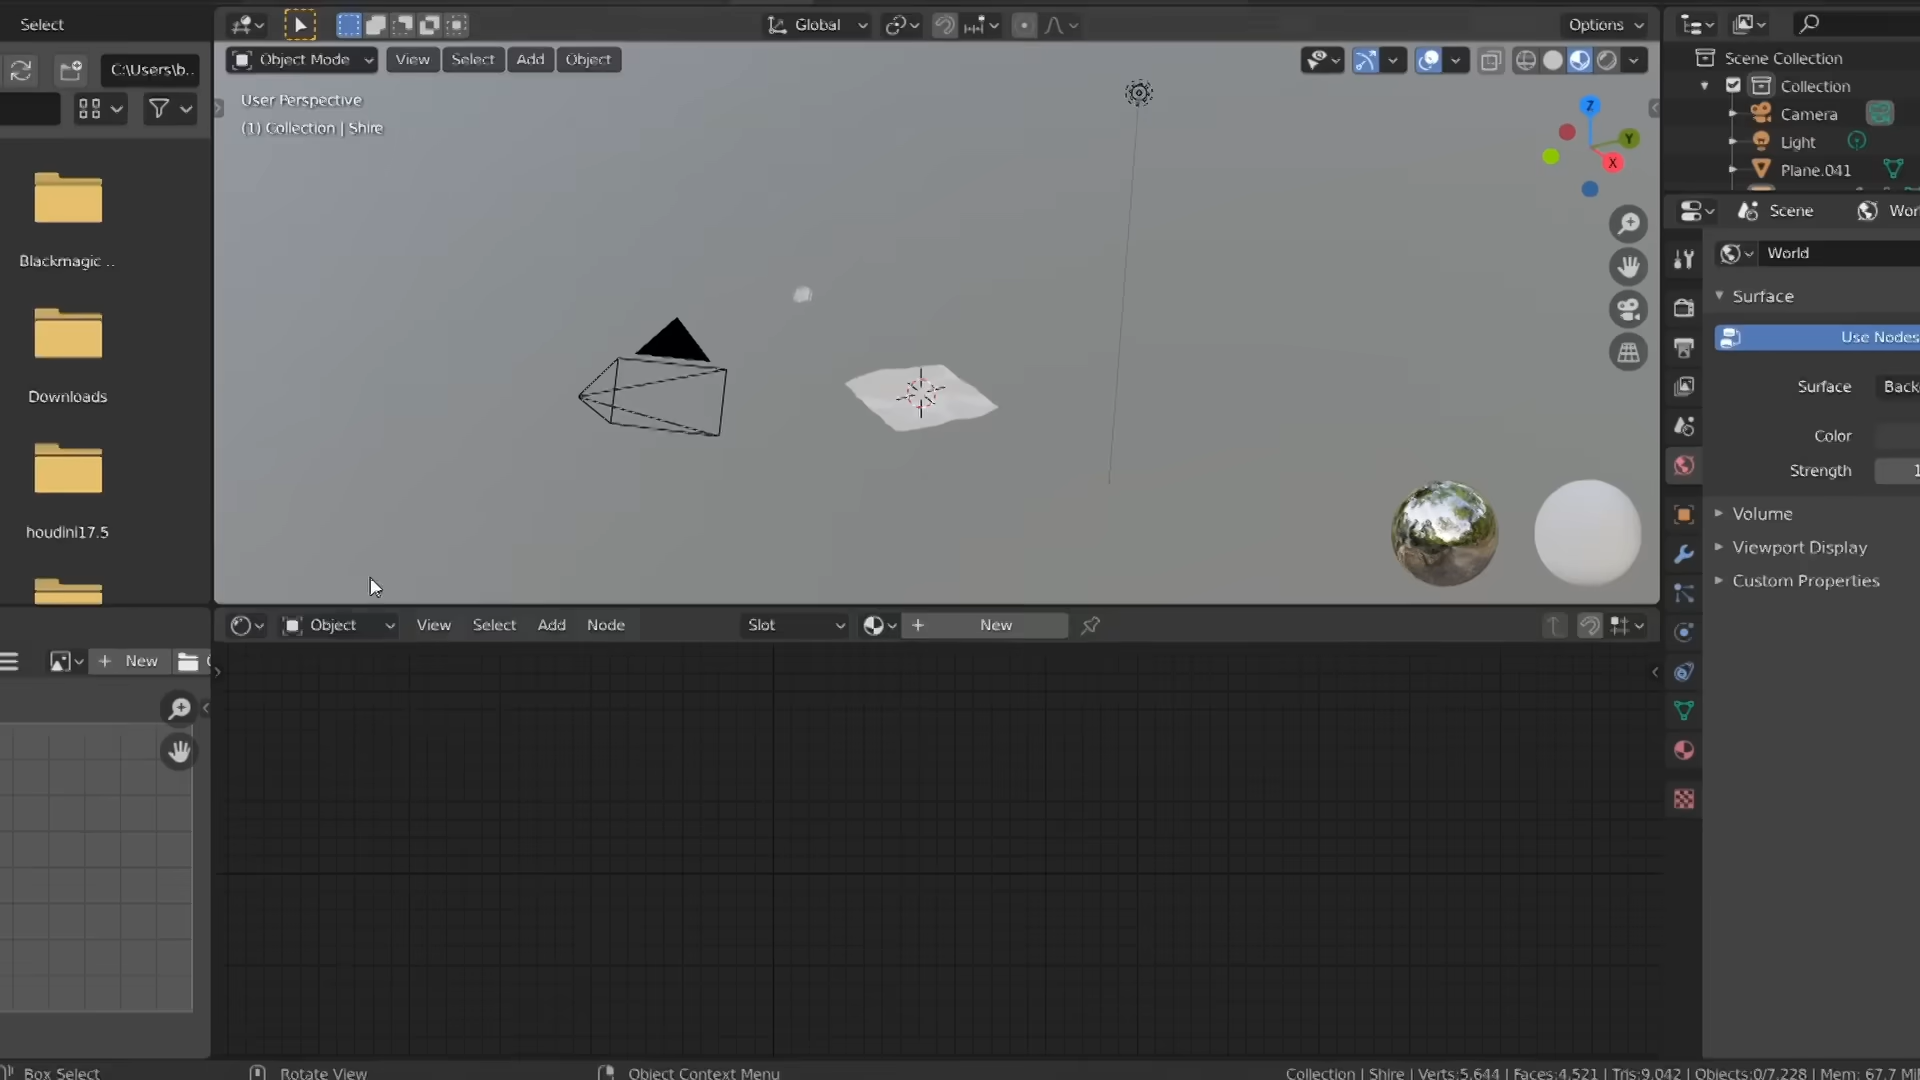 Select
Global
Options
C:\Users\b..
Object Mode
View
Select
Add
Object
User Perspective
(1) Collection | Shire
Z
Y
X
Scene Collection
Collection
Camera
Light
Plane.041
Scene
World
Surface
Use Nodes
Surface
Color
Strength
1
Volume
Viewport Display
Custom Properties
Blackmagic ..
Downloads
houdini17.5
Object
View
Select
Add
Node
Slot
+ New
+ New
Box Select
Rotate View
Object Context Menu
Collection | Shire | Verts:5,644 | Faces:4,521 | Tris:9,042 | Objects:0/7,228 | Mem: 67.7 Mi